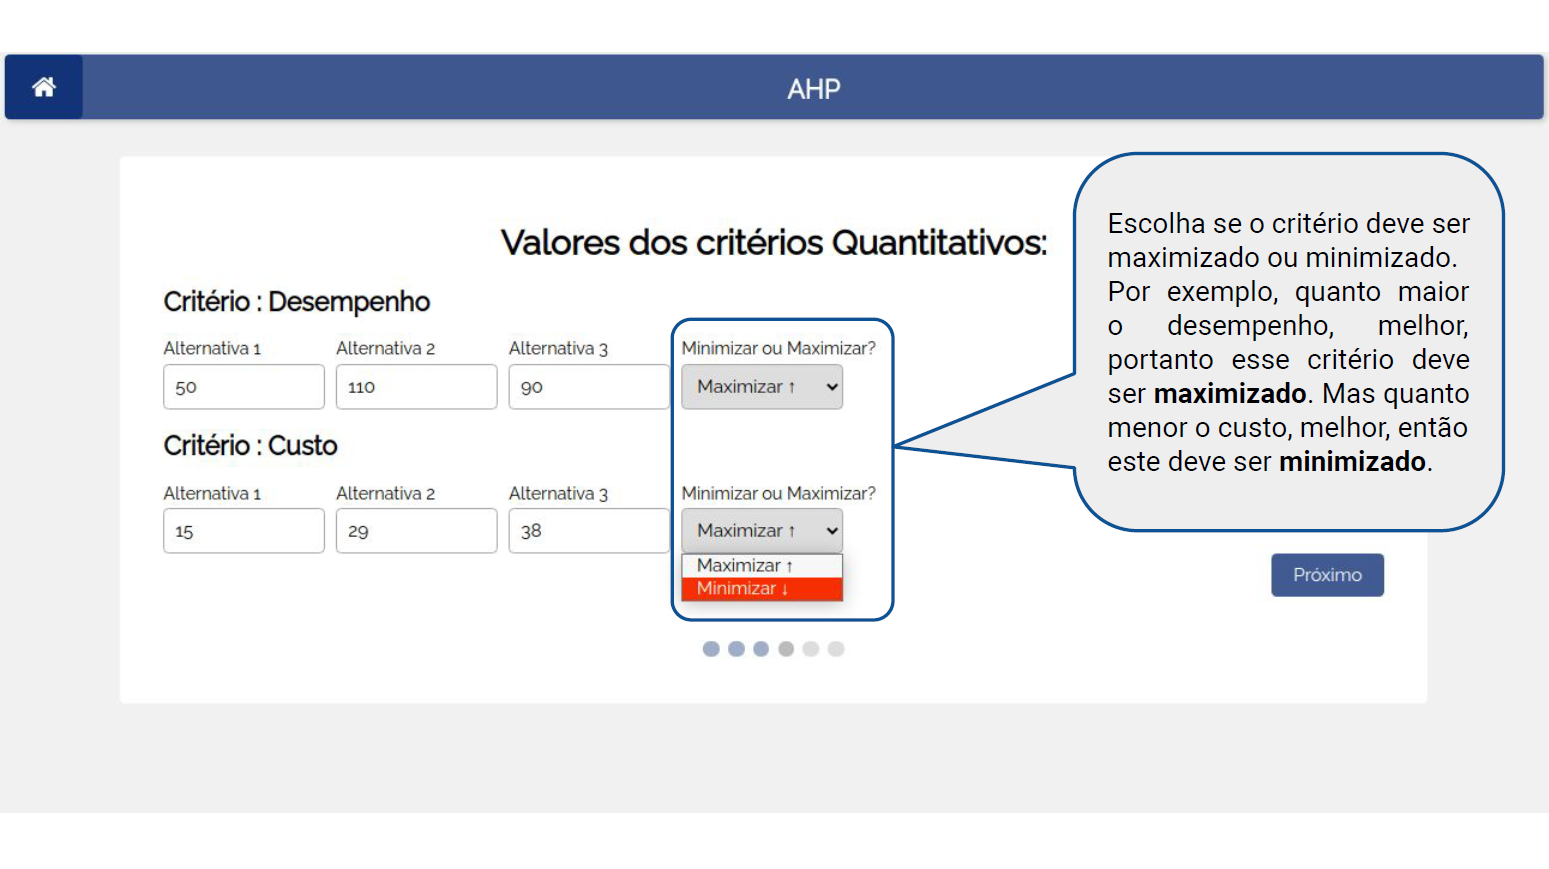 AHP
Valores dos critérios Quantitativos:
Critério : Desempenho
Alternativa 1 Alternativa 2 Alternativa 3 Minimizar ou Maximizar?
50 110 90 Maximizar ↑
Critério : Custo
Alternativa 1 Alternativa 2 Alternativa 3 Minimizar ou Maximizar?
15 29 38 Maximizar ↑
Maximizar ↑
Minimizar ↓
Próximo
Escolha se o critério deve ser
maximizado ou minimizado.
Por exemplo, quanto maior
o desempenho, melhor,
portanto esse critério deve
ser maximizado. Mas quanto
menor o custo, melhor, então
este deve ser minimizado.